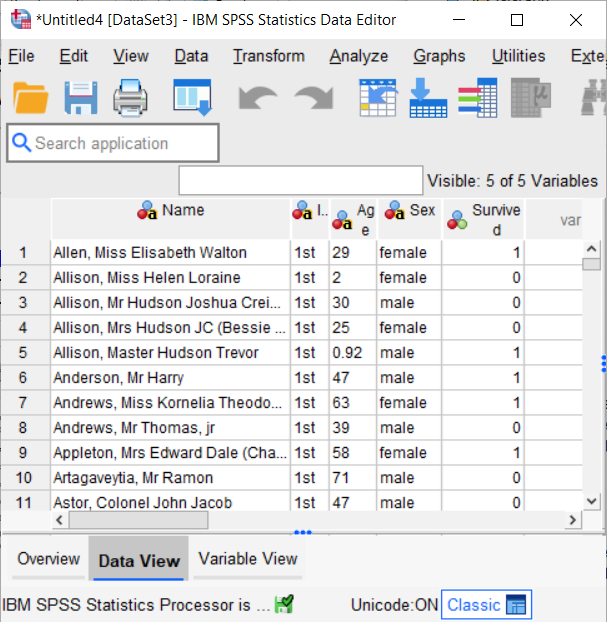 *Untitled4 [DataSet3] - IBM SPSS Statistics Data Editor
File Edit View Data Transform Analyze Graphs Utilities Exte
Search application
Visible: 5 of 5 Variables
Name I.. Age Sex Survived var
1 Allen, Miss Elisabeth Walton 1st 29 female 1
2 Allison, Miss Helen Loraine 1st 2 female 0
3 Allison, Mr Hudson Joshua Crei... 1st 30 male 0
4 Allison, Mrs Hudson JC (Bessie ... 1st 25 female 0
5 Allison, Master Hudson Trevor 1st 0.92 male 1
6 Anderson, Mr Harry 1st 47 male 1
7 Andrews, Miss Kornelia Theodo... 1st 63 female 1
8 Andrews, Mr Thomas, jr 1st 39 male 0
9 Appleton, Mrs Edward Dale (Cha... 1st 58 female 1
10 Artagaveytia, Mr Ramon 1st 71 male 0
11 Astor, Colonel John Jacob 1st 47 male 0
Overview Data View Variable View
IBM SPSS Statistics Processor is ... Unicode:ON Classic